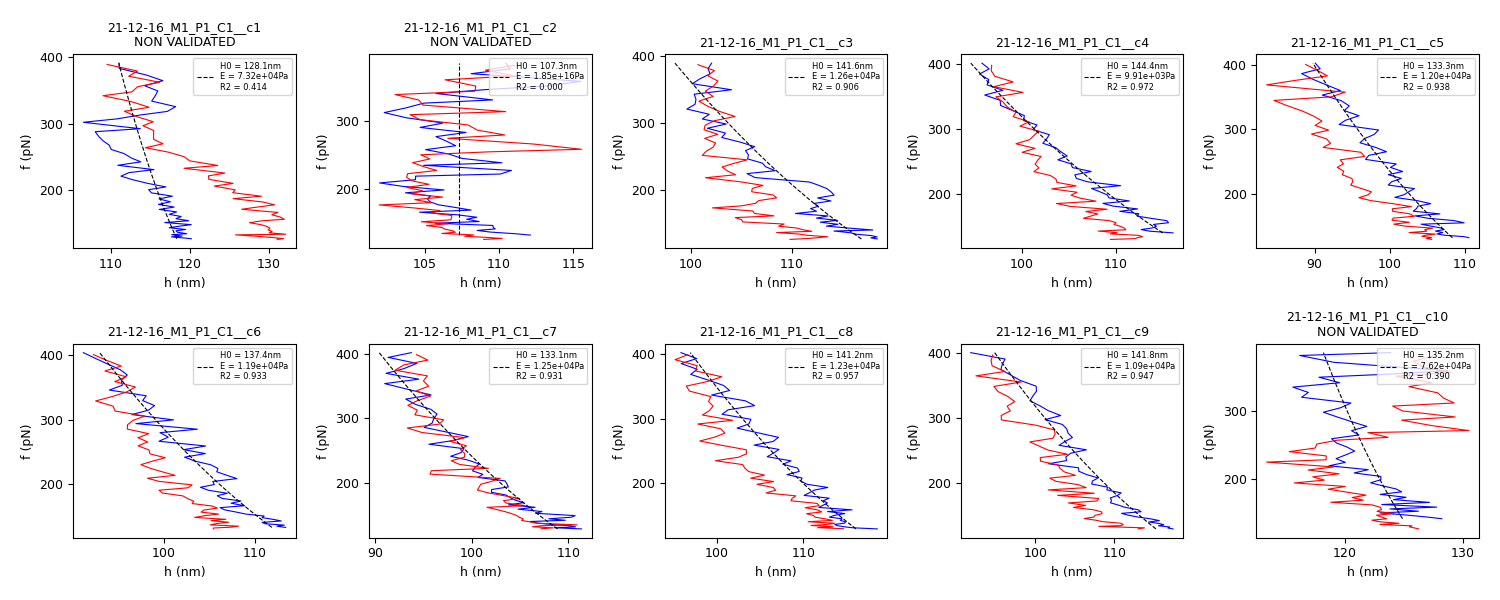 21-12-16_M1_P1_C1__c1
NON VALIDATED
H0 = 128.1nm
E = 7.32e+04Pa
R2 = 0.414
f (pN)
400
300
200
110
120
130
h (nm)
21-12-16_M1_P1_C1__c2
NON VALIDATED
H0 = 107.3nm
E = 1.85e+16Pa
R2 = 0.000
f (pN)
300
200
105
110
115
h (nm)
21-12-16_M1_P1_C1__c3
H0 = 141.6nm
E = 1.26e+04Pa
R2 = 0.906
f (pN)
400
300
200
100
110
h (nm)
21-12-16_M1_P1_C1__c4
H0 = 144.4nm
E = 9.91e+03Pa
R2 = 0.972
f (pN)
400
300
200
100
110
h (nm)
21-12-16_M1_P1_C1__c5
H0 = 133.3nm
E = 1.20e+04Pa
R2 = 0.938
f (pN)
400
300
200
90
100
110
h (nm)
21-12-16_M1_P1_C1__c6
H0 = 137.4nm
E = 1.19e+04Pa
R2 = 0.933
f (pN)
400
300
200
100
110
h (nm)
21-12-16_M1_P1_C1__c7
H0 = 133.1nm
E = 1.25e+04Pa
R2 = 0.931
f (pN)
400
300
200
90
100
110
h (nm)
21-12-16_M1_P1_C1__c8
H0 = 141.2nm
E = 1.23e+04Pa
R2 = 0.957
f (pN)
400
300
200
100
110
h (nm)
21-12-16_M1_P1_C1__c9
H0 = 141.8nm
E = 1.09e+04Pa
R2 = 0.947
f (pN)
400
300
200
100
110
h (nm)
21-12-16_M1_P1_C1__c10
NON VALIDATED
H0 = 135.2nm
E = 7.62e+04Pa
R2 = 0.390
f (pN)
300
200
120
130
h (nm)